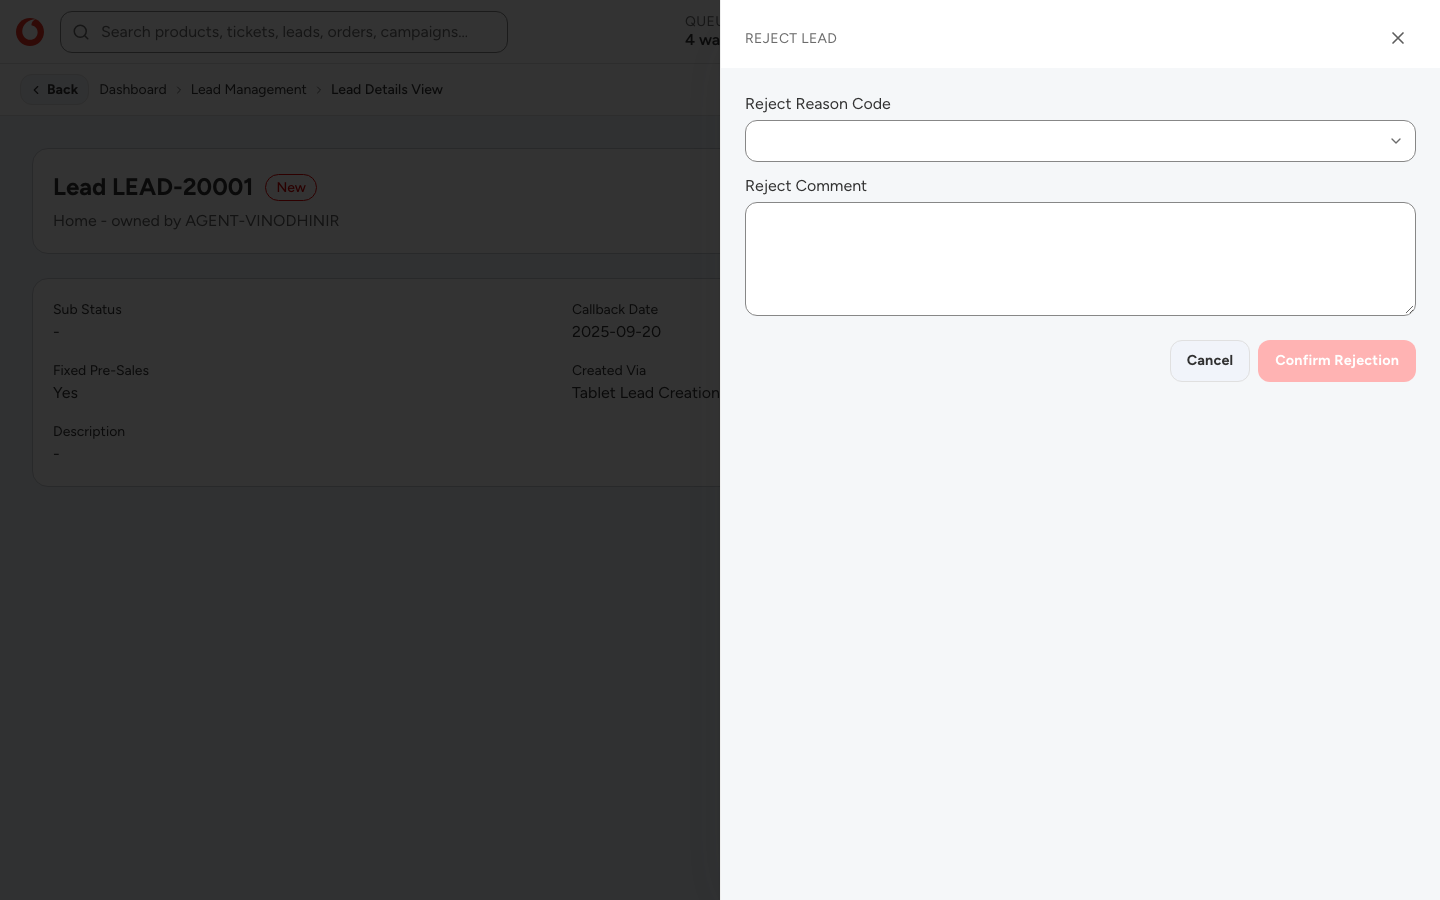 Search products, tickets, leads, orders, campaigns...
4 wa
Back
Dashboard
Lead Management
Lead Details View
Lead LEAD-20001
New
Home - owned by AGENT-VINODHINIR
Sub Status
-
Callback Date
2025-09-20
Fixed Pre-Sales
Yes
Created Via
Tablet Lead Creation
Description
-
REJECT LEAD
Reject Reason Code
Reject Comment
Cancel
Confirm Rejection